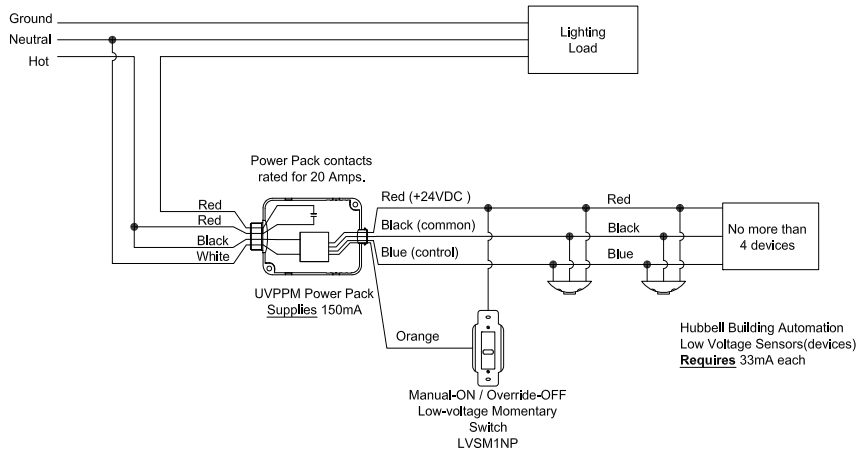 Ground
Neutral
Hot
Lighting
Load
Power Pack contacts
rated for 20 Amps.
Red
Red
Black
White
Red (+24VDC )
Black (common)
Blue (control)
Red
Black
Blue
No more than
4 devices
UVPPM Power Pack
Supplies 150mA
Orange
Hubbell Building Automation
Low Voltage Sensors(devices)
Requires 33mA each
Manual-ON / Override-OFF
Low-voltage Momentary
Switch
LVSM1NP